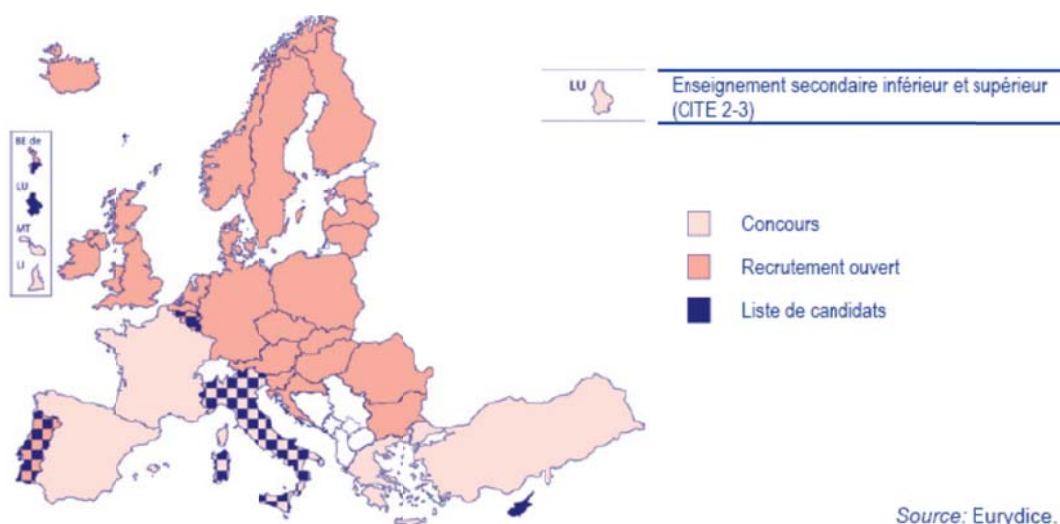 LU
Enseignement secondaire inférieur et supérieur
(CITE 2-3)
BE de
LU
MT
LI
Concours
Recrutement ouvert
Liste de candidats
Source: Eurydice.